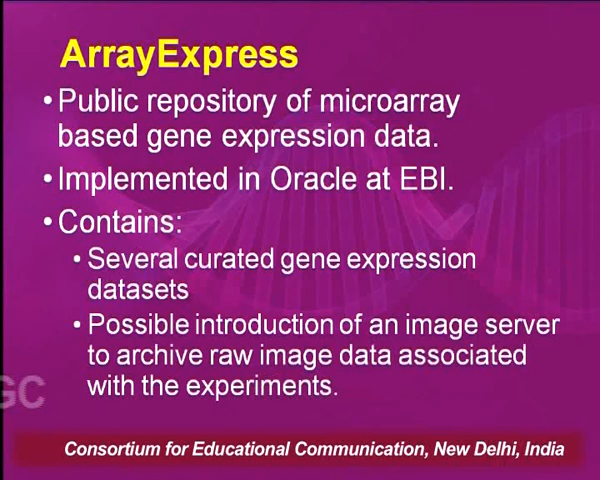 ArrayExpress
• Public repository of microarray
based gene expression data.
• Implemented in Oracle at EBI.
• Contains:
• Several curated gene expression
datasets
• Possible introduction of an image server
to archive raw image data associated
with the experiments.
GC
Consortium for Educational Communication, New Delhi, India